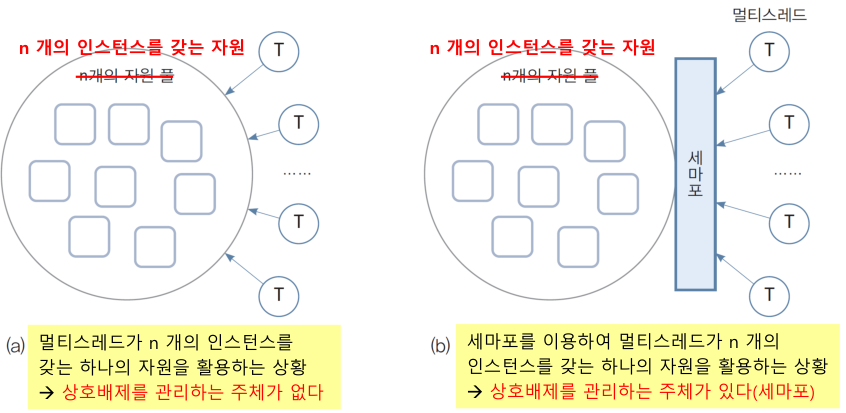 n 개의 인스턴스를 갖는 자원
n개의 자원 풀
T
T
……
T
T
(a)
멀티스레드가 n 개의 인스턴스를
갖는 하나의 자원을 활용하는 상황
→ 상호배제를 관리하는 주체가 없다
멀티스레드
n 개의 인스턴스를 갖는 자원
n개의 자원 풀
세
마
포
T
T
……
T
T
(b)
세마포를 이용하여 멀티스레드가 n 개의
인스턴스를 갖는 하나의 자원을 활용하는 상황
→ 상호배제를 관리하는 주체가 있다(세마포)